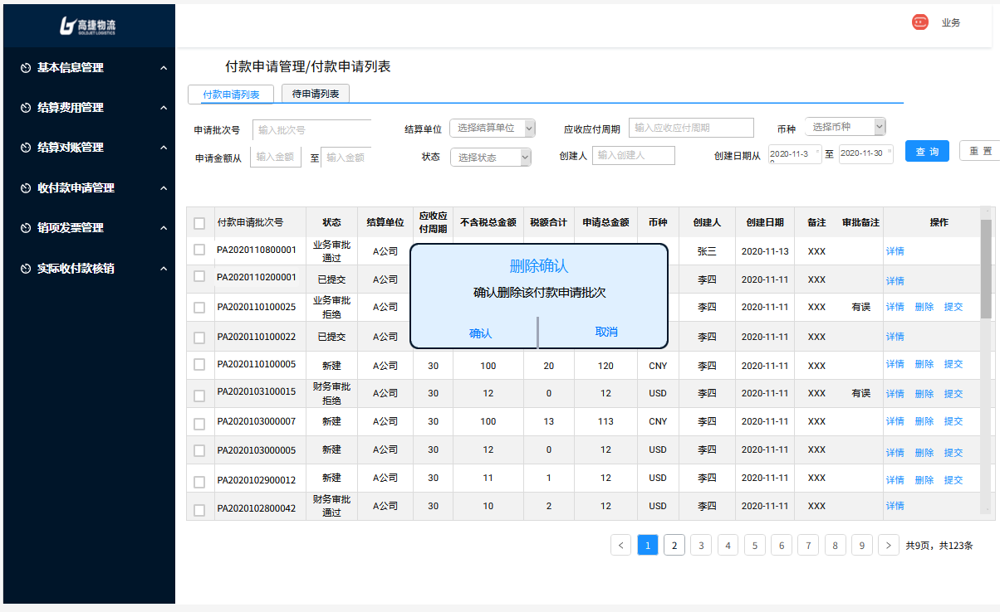 高捷物流
GOLDJET LOGISTICS
业务
基本信息管理
结算费用管理
结算对账管理
收付款申请管理
销项发票管理
实际收付款核销
付款申请管理/付款申请列表
付款申请列表 待申请列表
申请批次号 输入批次号 结算单位 选择结算单位 应收应付周期 输入应收应付周期 币种 选择币种
申请金额从 输入金额 至 输入金额 状态 选择状态 创建人 输入创建人 创建日期从 2020-11-3 至 2020-11-30 查 询 重 置
付款申请批次号 状态 结算单位 应收应付周期 不含税总金额 税额合计 申请总金额 币种 创建人 创建日期 备注 审批备注 操作
PA2020110800001 业务审批通过 A公司 张三 2020-11-13 XXX 详情
PA2020110200001 已提交 A公司 李四 2020-11-11 XXX 详情
PA2020110100025 业务审批拒绝 A公司 李四 2020-11-11 XXX 有误 详情 删除 提交
PA2020110100022 已提交 A公司 李四 2020-11-11 XXX 详情
PA2020110100005 新建 A公司 30 100 20 120 CNY 李四 2020-11-11 XXX 详情 删除 提交
PA2020103100015 财务审批拒绝 A公司 30 12 0 12 USD 李四 2020-11-11 XXX 有误 详情 删除 提交
PA2020103000007 新建 A公司 30 100 13 113 CNY 李四 2020-11-11 XXX 详情 删除 提交
PA2020103000005 新建 A公司 30 12 0 12 USD 李四 2020-11-11 XXX 详情 删除 提交
PA2020102900012 新建 A公司 30 11 1 12 USD 李四 2020-11-11 XXX 详情 删除 提交
PA2020102800042 财务审批通过 A公司 30 10 2 12 USD 李四 2020-11-11 XXX 详情
删除确认
确认删除该付款申请批次
确认 取消
< 1 2 3 4 5 6 7 8 9 > 共9页，共123条